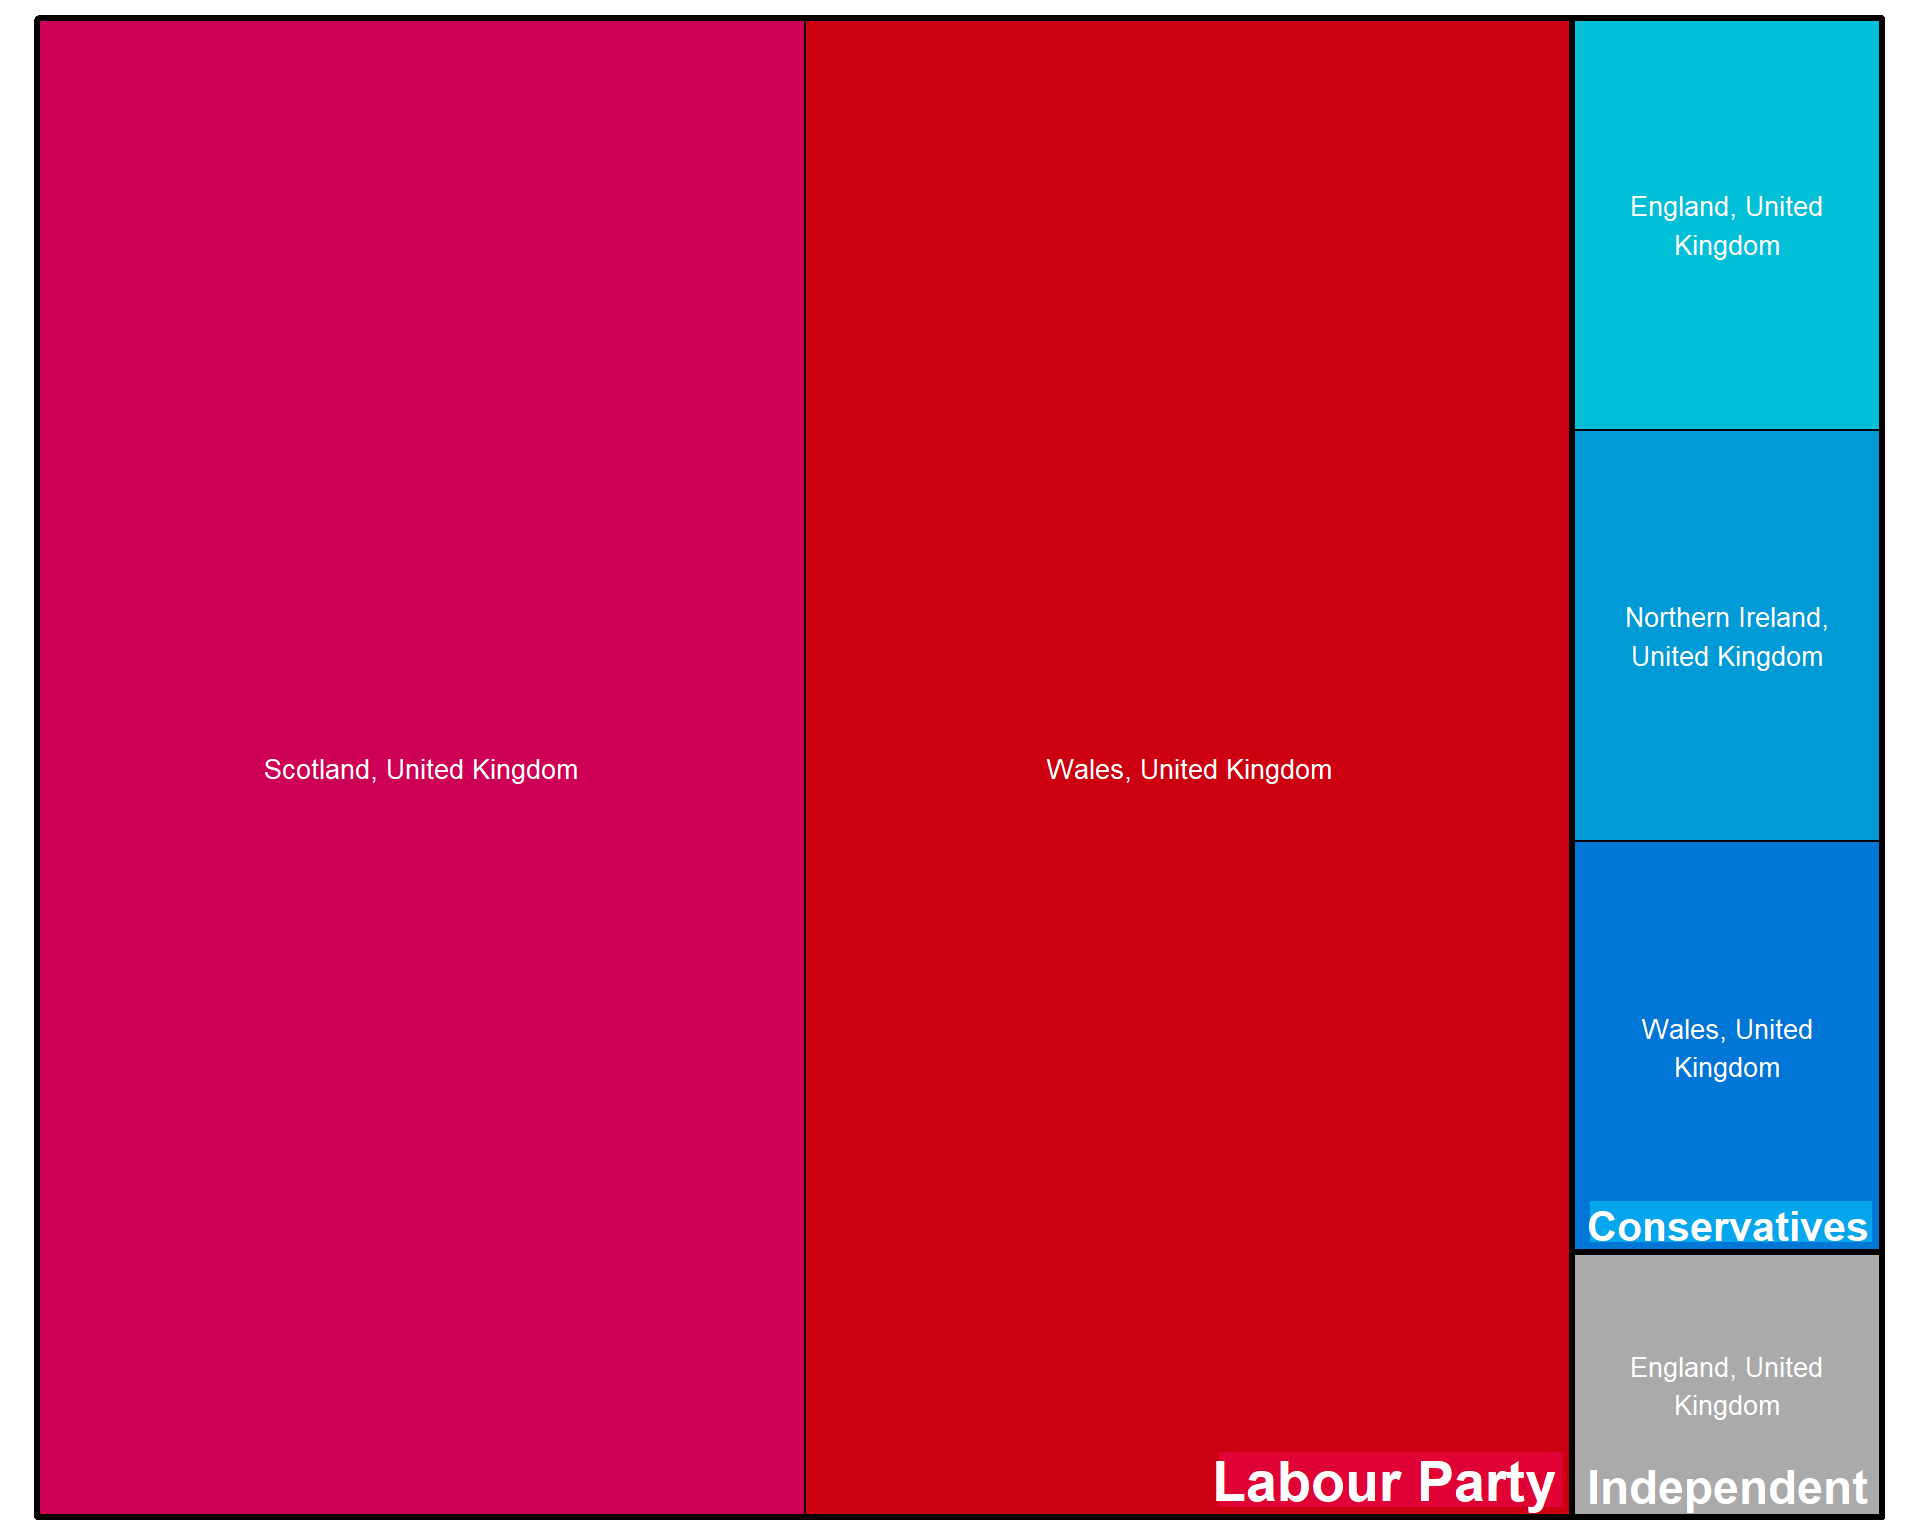 Scotland, United Kingdom
Wales, United Kingdom
Labour Party
England, United
Kingdom
Northern Ireland,
United Kingdom
Wales, United
Kingdom
Conservatives
England, United
Kingdom
Independent